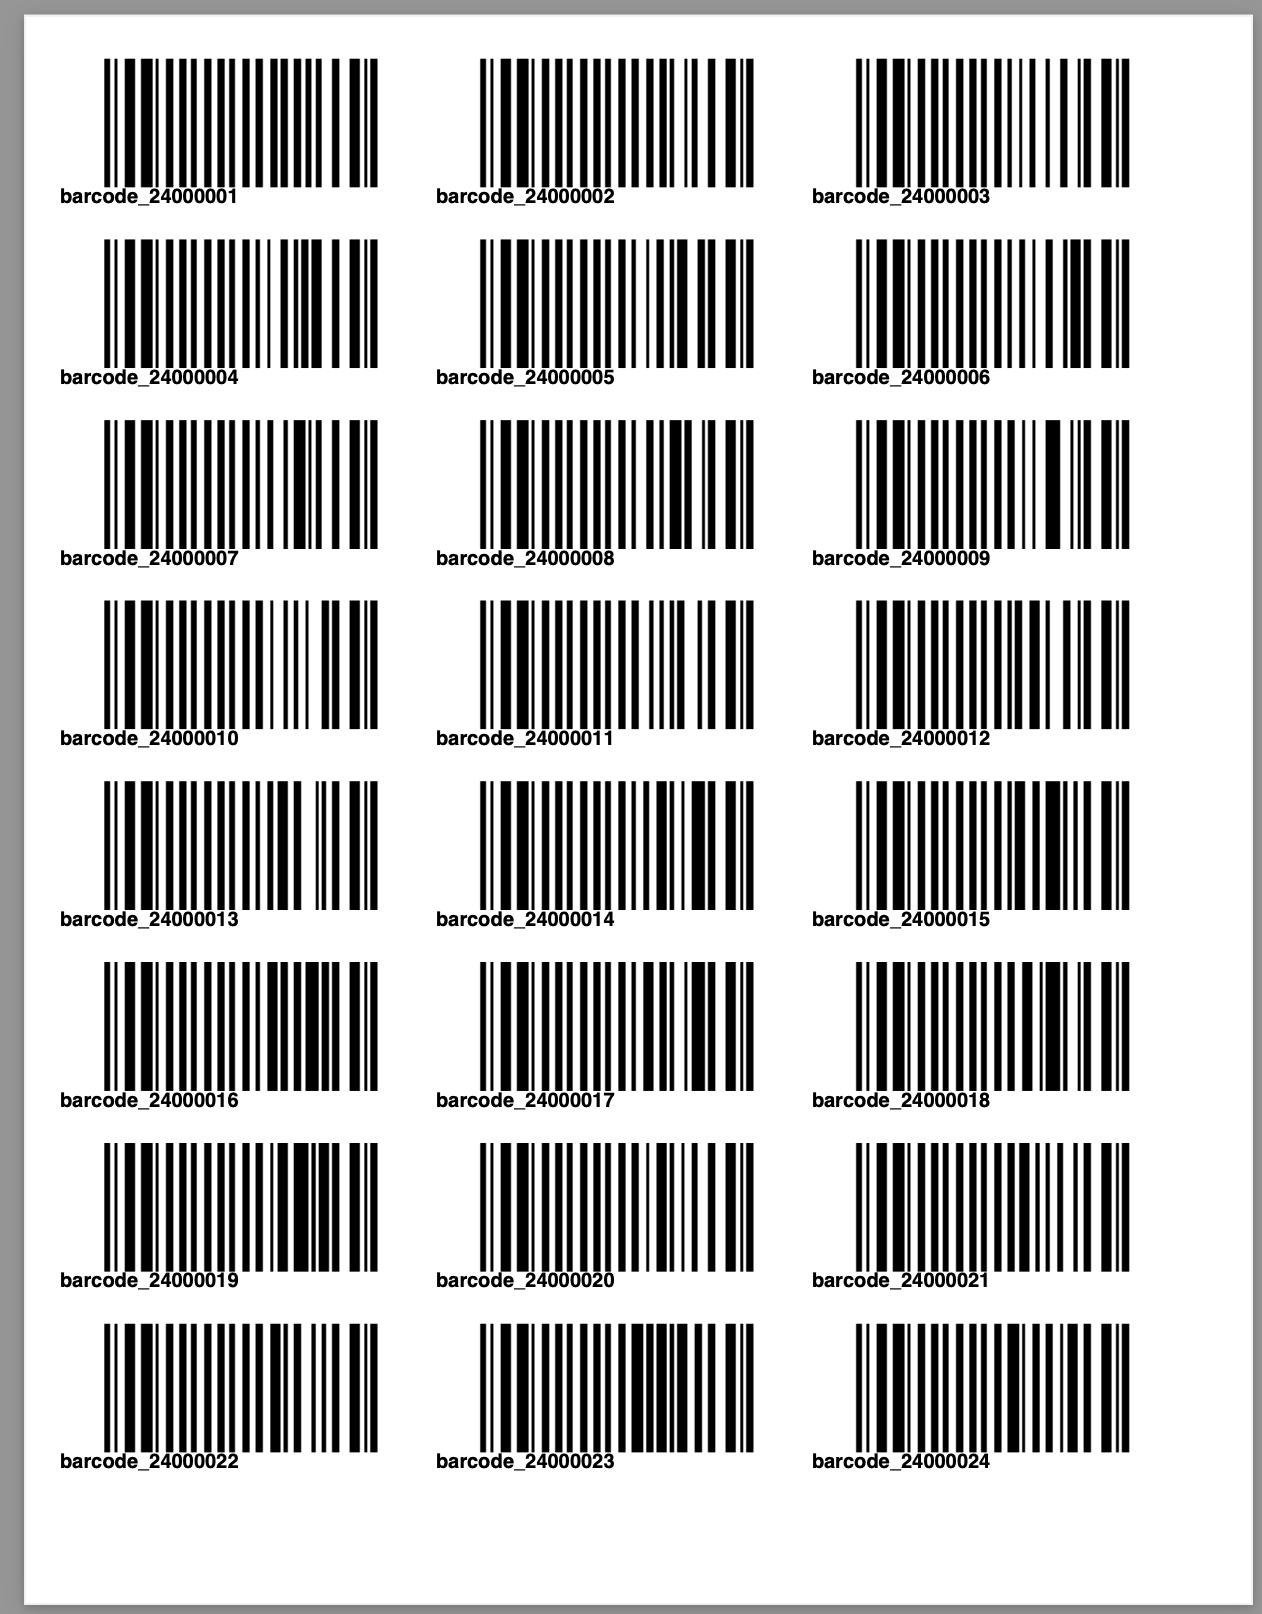 barcode_24000001 barcode_24000002 barcode_24000003
barcode_24000004 barcode_24000005 barcode_24000006
barcode_24000007 barcode_24000008 barcode_24000009
barcode_24000010 barcode_24000011 barcode_24000012
barcode_24000013 barcode_24000014 barcode_24000015
barcode_24000016 barcode_24000017 barcode_24000018
barcode_24000019 barcode_24000020 barcode_24000021
barcode_24000022 barcode_24000023 barcode_24000024